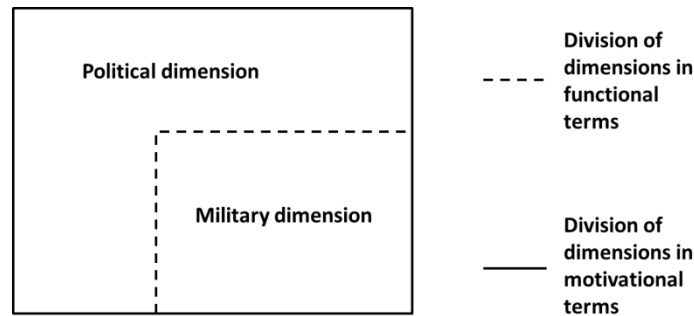 Political dimension
Military dimension
Division of
dimensions in
functional
terms
Division of
dimensions in
motivational
terms